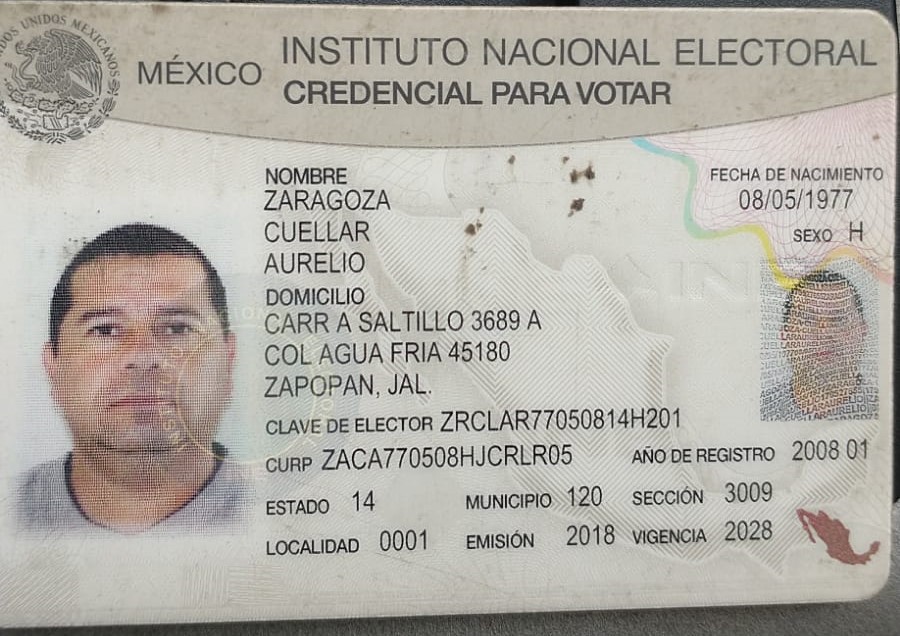 ESTADOS UNIDOS MEXICANOS
MÉXICO INSTITUTO NACIONAL ELECTORAL
CREDENCIAL PARA VOTAR
NOMBRE
ZARAGOZA
CUELLAR
AURELIO
FECHA DE NACIMIENTO
08/05/1977
SEXO H
DOMICILIO
CARR A SALTILLO 3689 A
COL AGUA FRIA 45180
ZAPOPAN, JAL.
CLAVE DE ELECTOR ZRCLAR77050814H201
CURP ZACA770508HJCRLR05 AÑO DE REGISTRO 2008 01
ESTADO 14 MUNICIPIO 120 SECCIÓN 3009
LOCALIDAD 0001 EMISIÓN 2018 VIGENCIA 2028